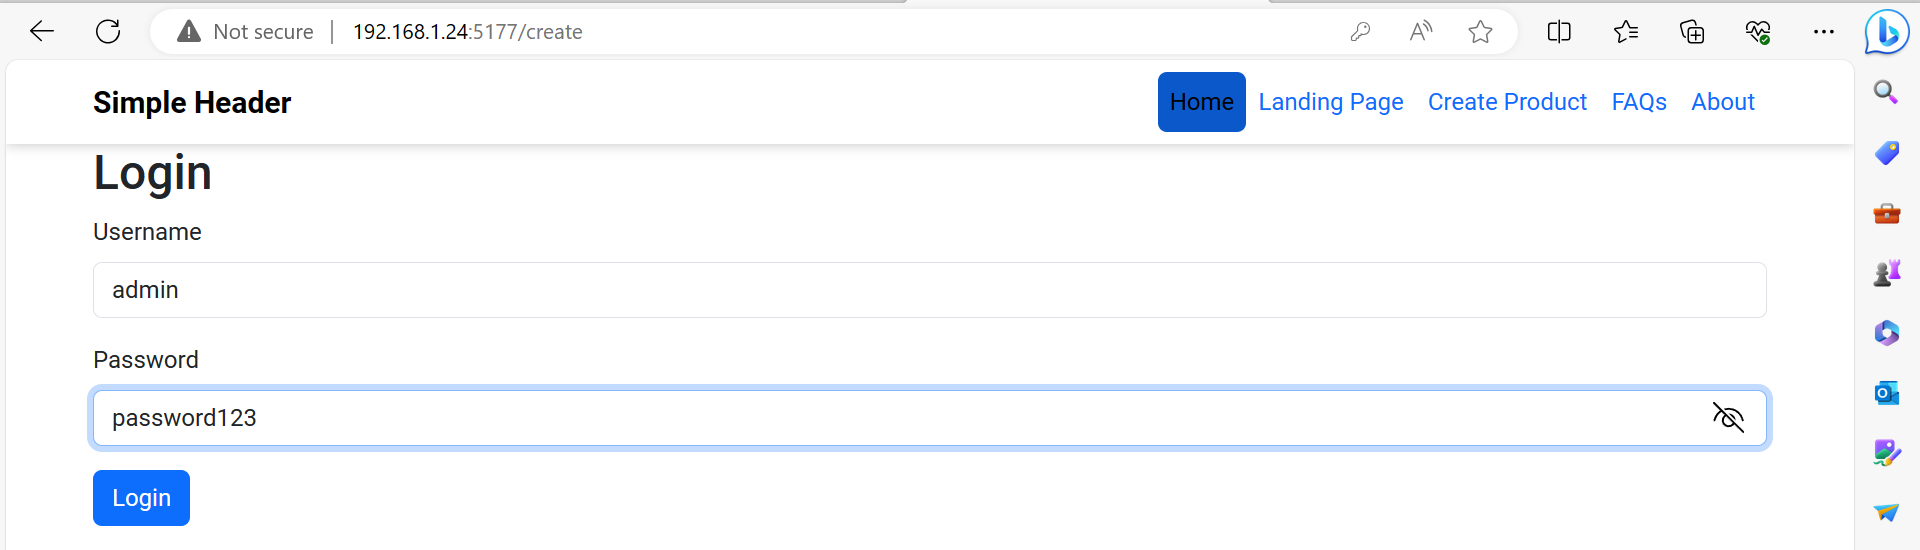 Not secure 192.168.1.24:5177/create
Simple Header Home Landing Page Create Product FAQs About
Login
Username
admin
Password
password123
Login